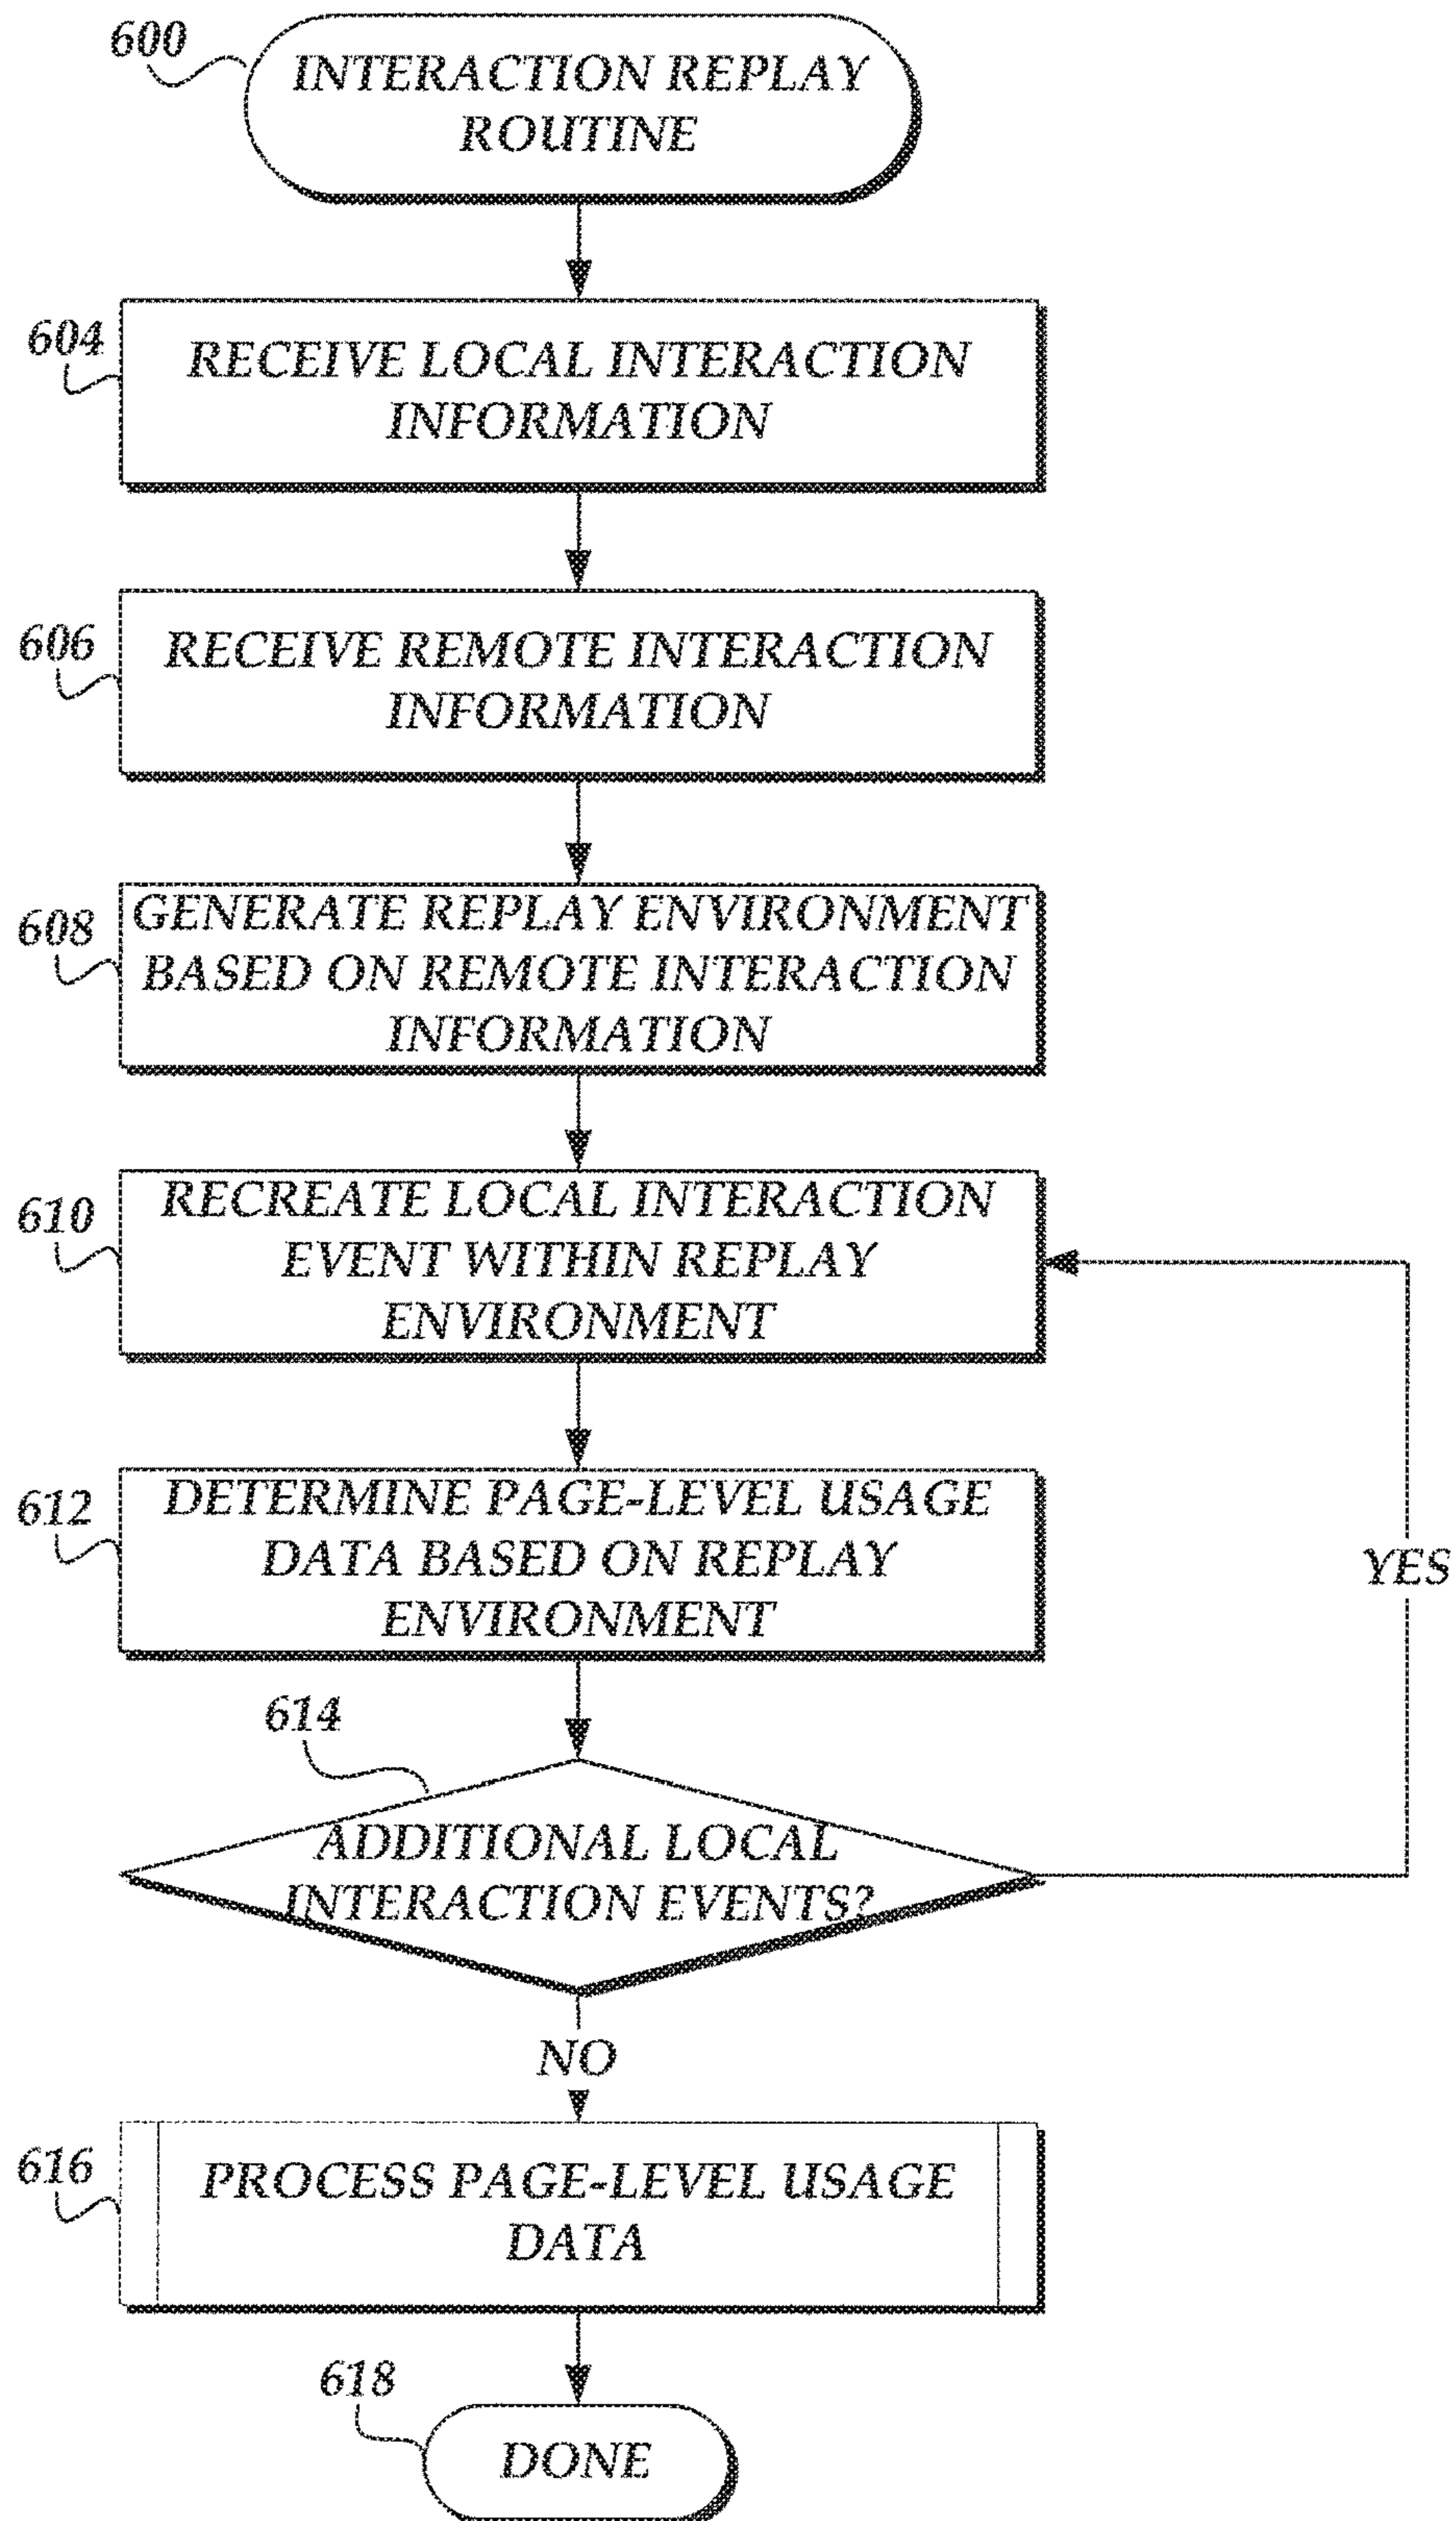 600
INTERACTION REPLAY
ROUTINE
604
RECEIVE LOCAL INTERACTION
INFORMATION
606
RECEIVE REMOTE INTERACTION
INFORMATION
608
GENERATE REPLAY ENVIRONMENT
BASED ON REMOTE INTERACTION
INFORMATION
610
RECREATE LOCAL INTERACTION
EVENT WITHIN REPLAY
ENVIRONMENT
612
DETERMINE PAGE-LEVEL USAGE
DATA BASED ON REPLAY
ENVIRONMENT
YES
614
ADDITIONAL LOCAL
INTERACTION EVENTS?
NO
616
PROCESS PAGE-LEVEL USAGE
DATA
618
DONE